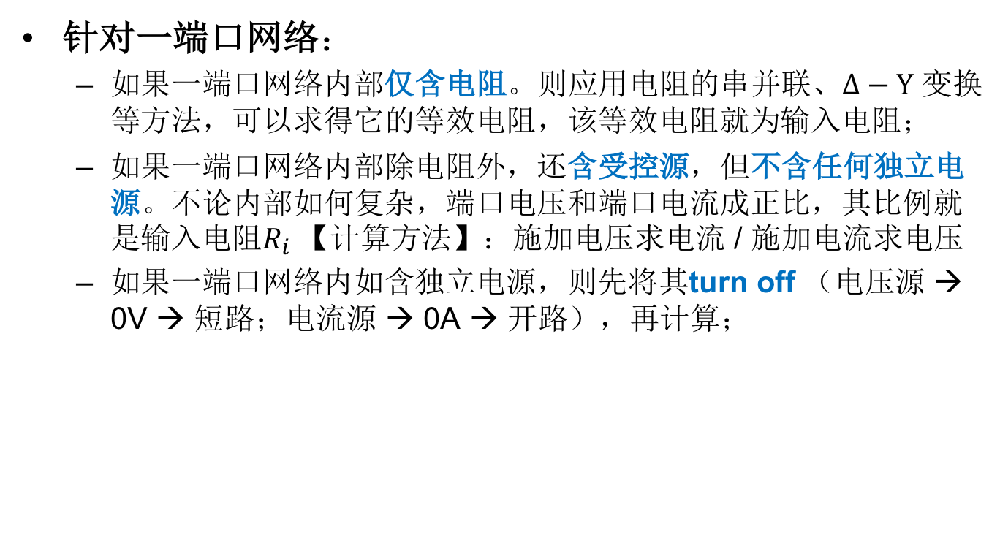 • 针对一端口网络：
– 如果一端口网络内部仅含电阻。则应用电阻的串并联、Δ − Y 变换
等方法，可以求得它的等效电阻，该等效电阻就为输入电阻；
– 如果一端口网络内部除电阻外，还含受控源，但不含任何独立电
源。不论内部如何复杂，端口电压和端口电流成正比，其比例就
是输入电阻Rᵢ 【计算方法】：施加电压求电流 / 施加电流求电压
– 如果一端口网络内如含独立电源，则先将其turn off （电压源 →
0V → 短路；电流源 → 0A → 开路），再计算；